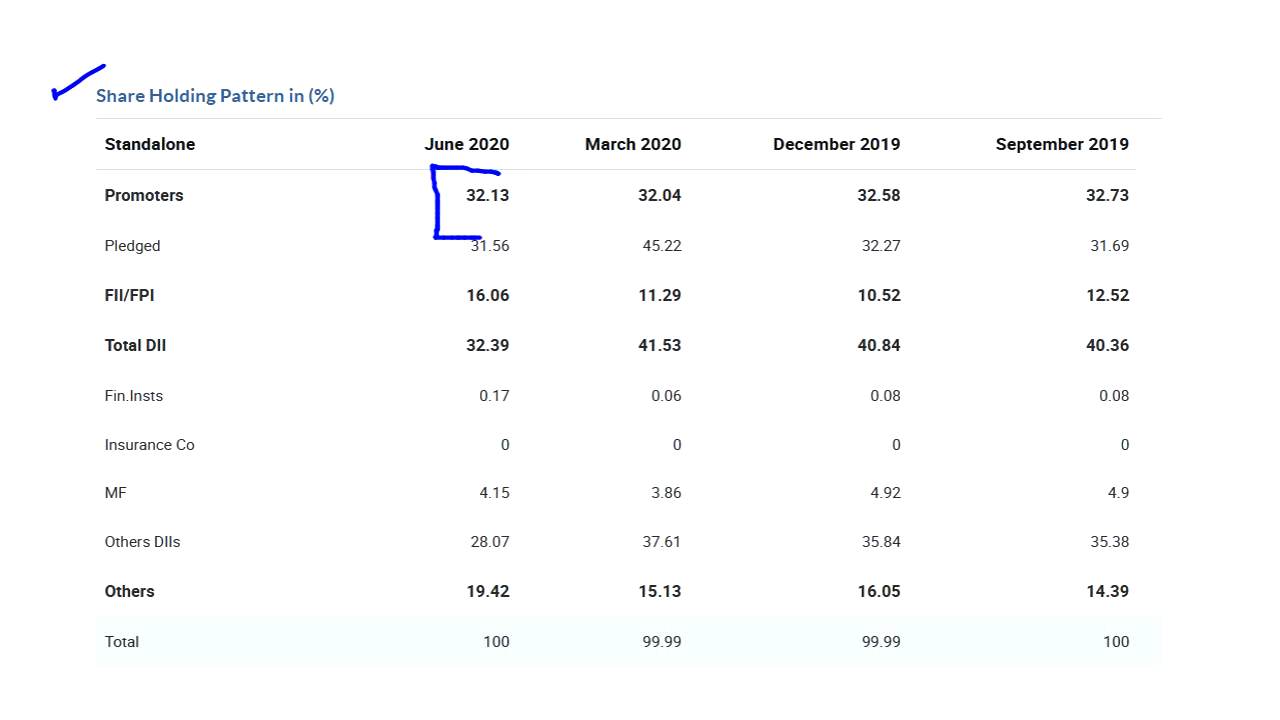 Share Holding Pattern in (%)
Standalone June 2020 March 2020 December 2019 September 2019
Promoters 32.13 32.04 32.58 32.73
Pledged 31.56 45.22 32.27 31.69
FII/FPI 16.06 11.29 10.52 12.52
Total DII 32.39 41.53 40.84 40.36
Fin.Insts 0.17 0.06 0.08 0.08
Insurance Co 0 0 0 0
MF 4.15 3.86 4.92 4.9
Others DIIs 28.07 37.61 35.84 35.38
Others 19.42 15.13 16.05 14.39
Total 100 99.99 99.99 100